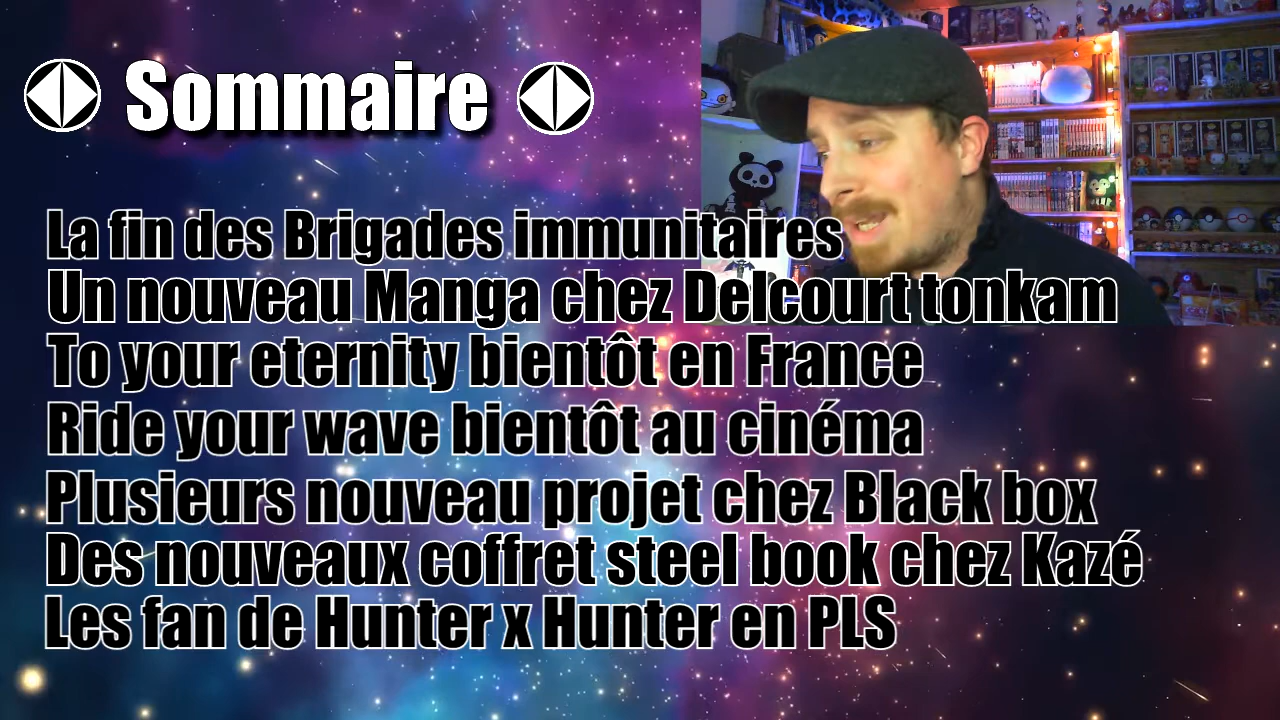 Sommaire
La fin des Brigades immunitaires
Un nouveau Manga chez Delcourt tonkam
To your eternity bientôt en France
Ride your wave bientôt au cinéma
Plusieurs nouveau projet chez Black box
Des nouveaux coffret steel book chez Kazé
Les fan de Hunter x Hunter en PLS